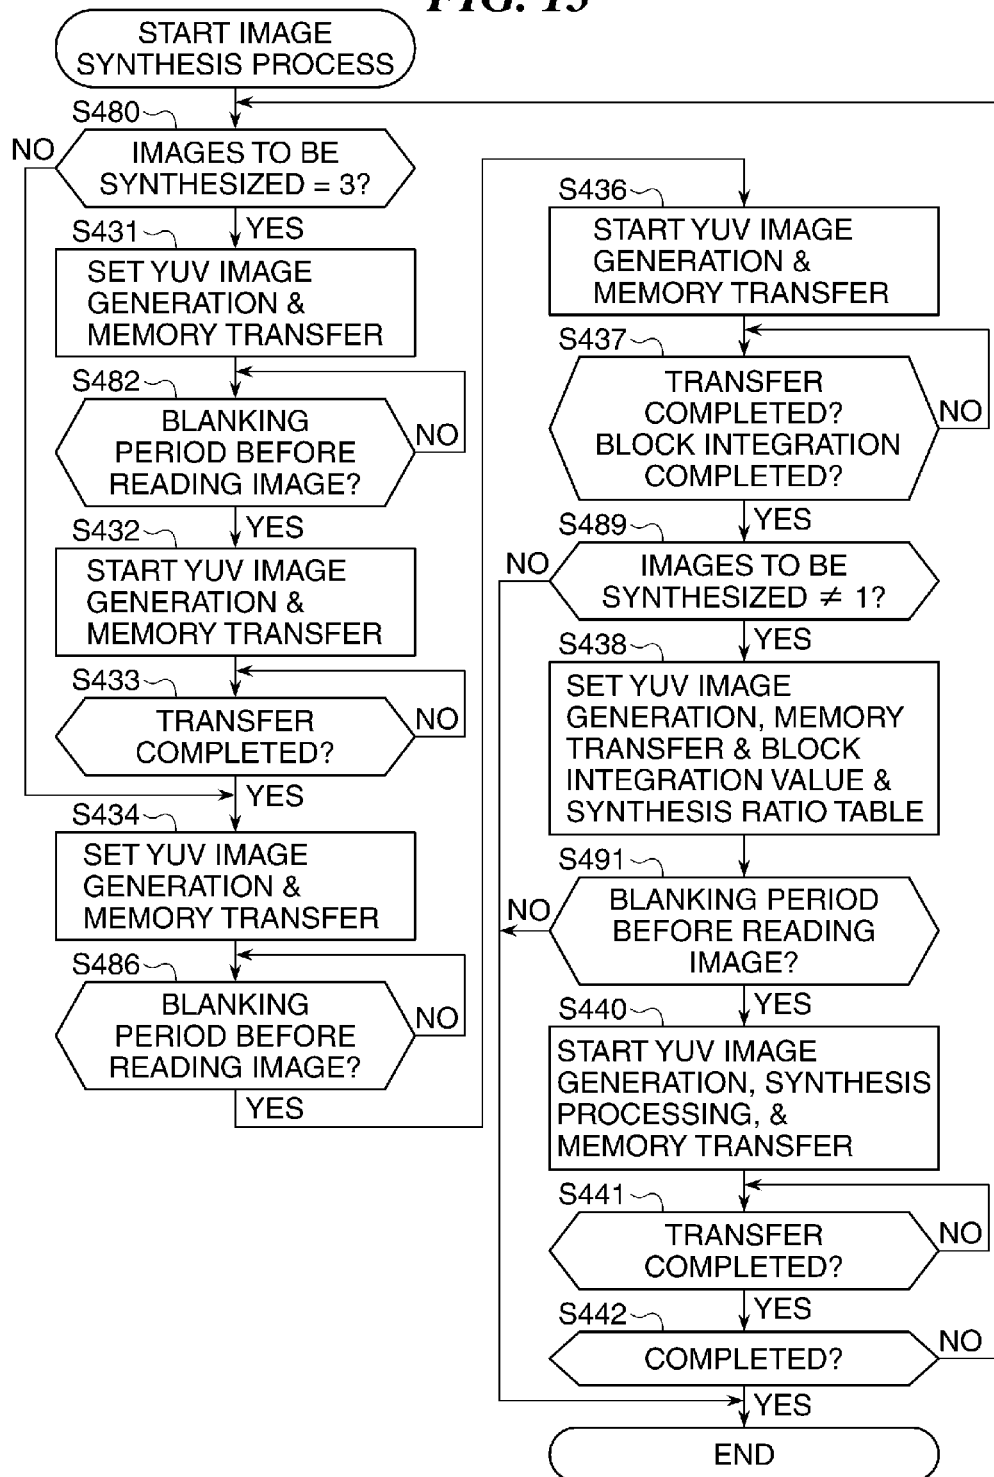 FIG. 13
START IMAGE
SYNTHESIS PROCESS
S480
NO
IMAGES TO BE
SYNTHESIZED = 3?
YES
S431
SET YUV IMAGE
GENERATION &
MEMORY TRANSFER
S482
BLANKING
PERIOD BEFORE
READING IMAGE?
NO
YES
S432
START YUV IMAGE
GENERATION &
MEMORY TRANSFER
S433
TRANSFER
COMPLETED?
NO
YES
S434
SET YUV IMAGE
GENERATION &
MEMORY TRANSFER
S486
BLANKING
PERIOD BEFORE
READING IMAGE?
NO
YES
S436
START YUV IMAGE
GENERATION &
MEMORY TRANSFER
S437
TRANSFER
COMPLETED?
BLOCK INTEGRATION
COMPLETED?
NO
YES
S489
NO
IMAGES TO BE
SYNTHESIZED ≠ 1?
YES
S438
SET YUV IMAGE
GENERATION, MEMORY
TRANSFER & BLOCK
INTEGRATION VALUE &
SYNTHESIS RATIO TABLE
S491
NO
BLANKING PERIOD
BEFORE READING
IMAGE?
YES
S440
START YUV IMAGE
GENERATION, SYNTHESIS
PROCESSING, &
MEMORY TRANSFER
S441
TRANSFER
COMPLETED?
NO
YES
S442
COMPLETED?
NO
YES
END